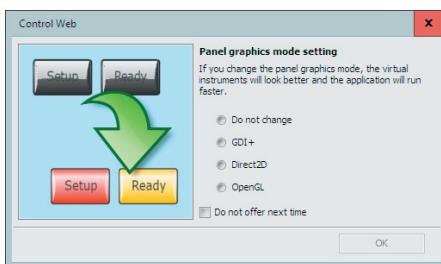 Control Web
x
Setup Ready
Setup Ready
Panel graphics mode setting
If you change the panel graphics mode, the virtual
instruments will look better and the application will run
faster.
Do not change
GDI+
Direct2D
OpenGL
Do not offer next time
OK